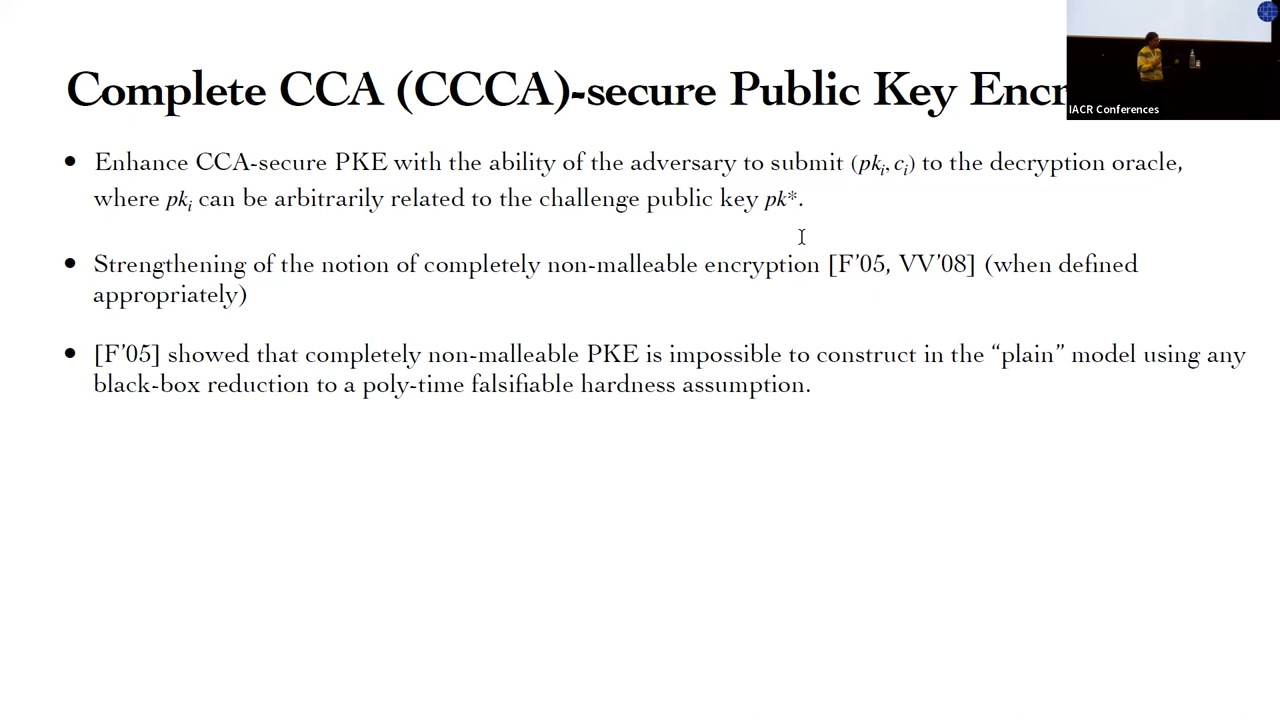 Complete CCA (CCCA)-secure Public Key
IACR Conferences
• Enhance CCA-secure PKE with the ability of the adversary to submit (pkᵢ, cᵢ) to the decryption oracle,
where pkᵢ can be arbitrarily related to the challenge public key pk*.
• Strengthening of the notion of completely non-malleable encryption [F’05, VV’08] (when defined
appropriately)
• [F’05] showed that completely non-malleable PKE is impossible to construct in the “plain” model using any
black-box reduction to a poly-time falsifiable hardness assumption.